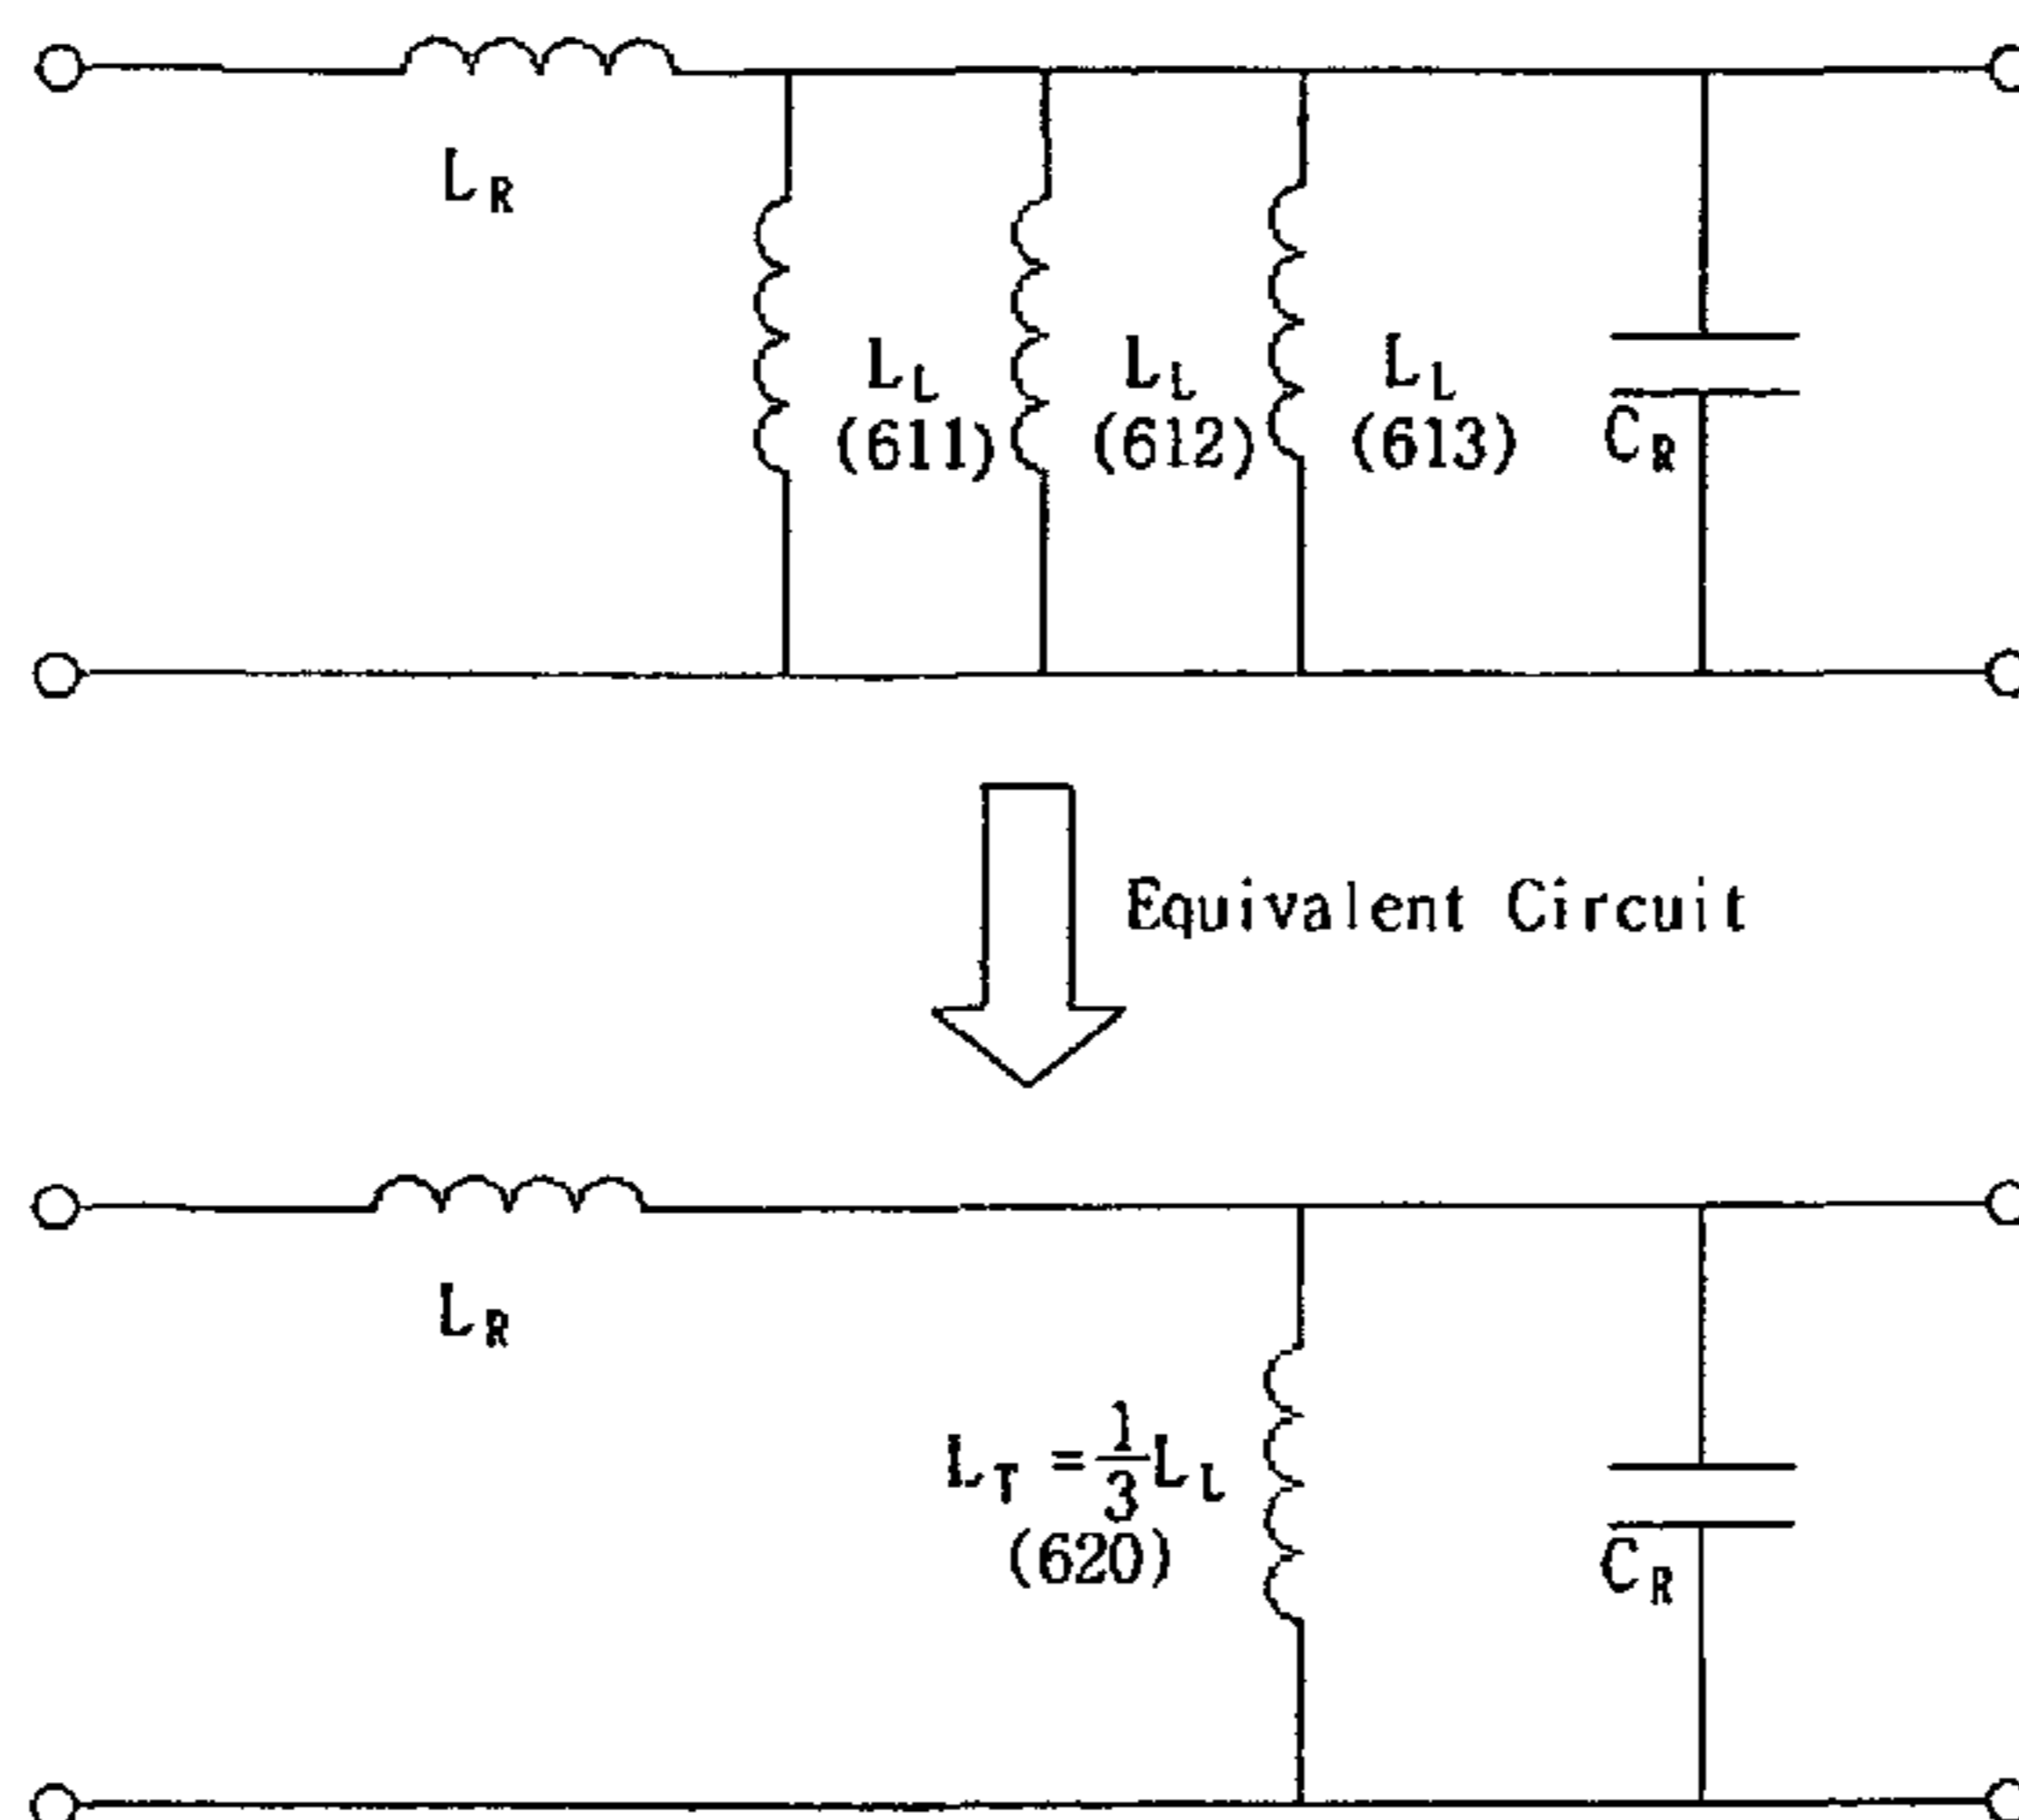 L_R
L_L L_L L_L
(611) (612) (613) C_R
Equivalent Circuit
L_R
L_T = 1/3 L_L
(620) C_R